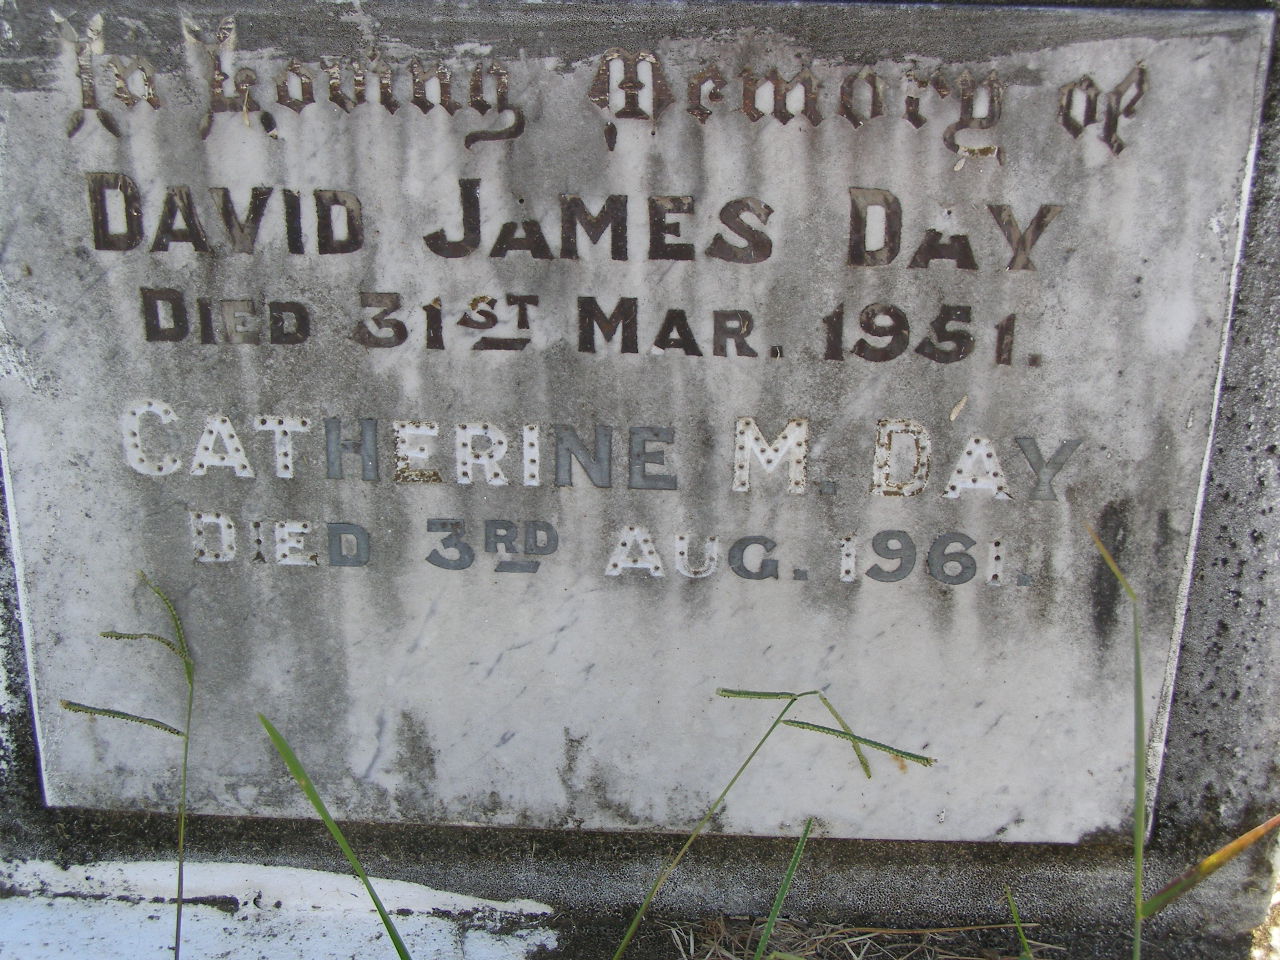 In Loving Memory of
DAVID JAMES DAY
DIED 31ST MAR. 1951.
CATHERINE M. DAY
DIED 3RD AUG. 1961.